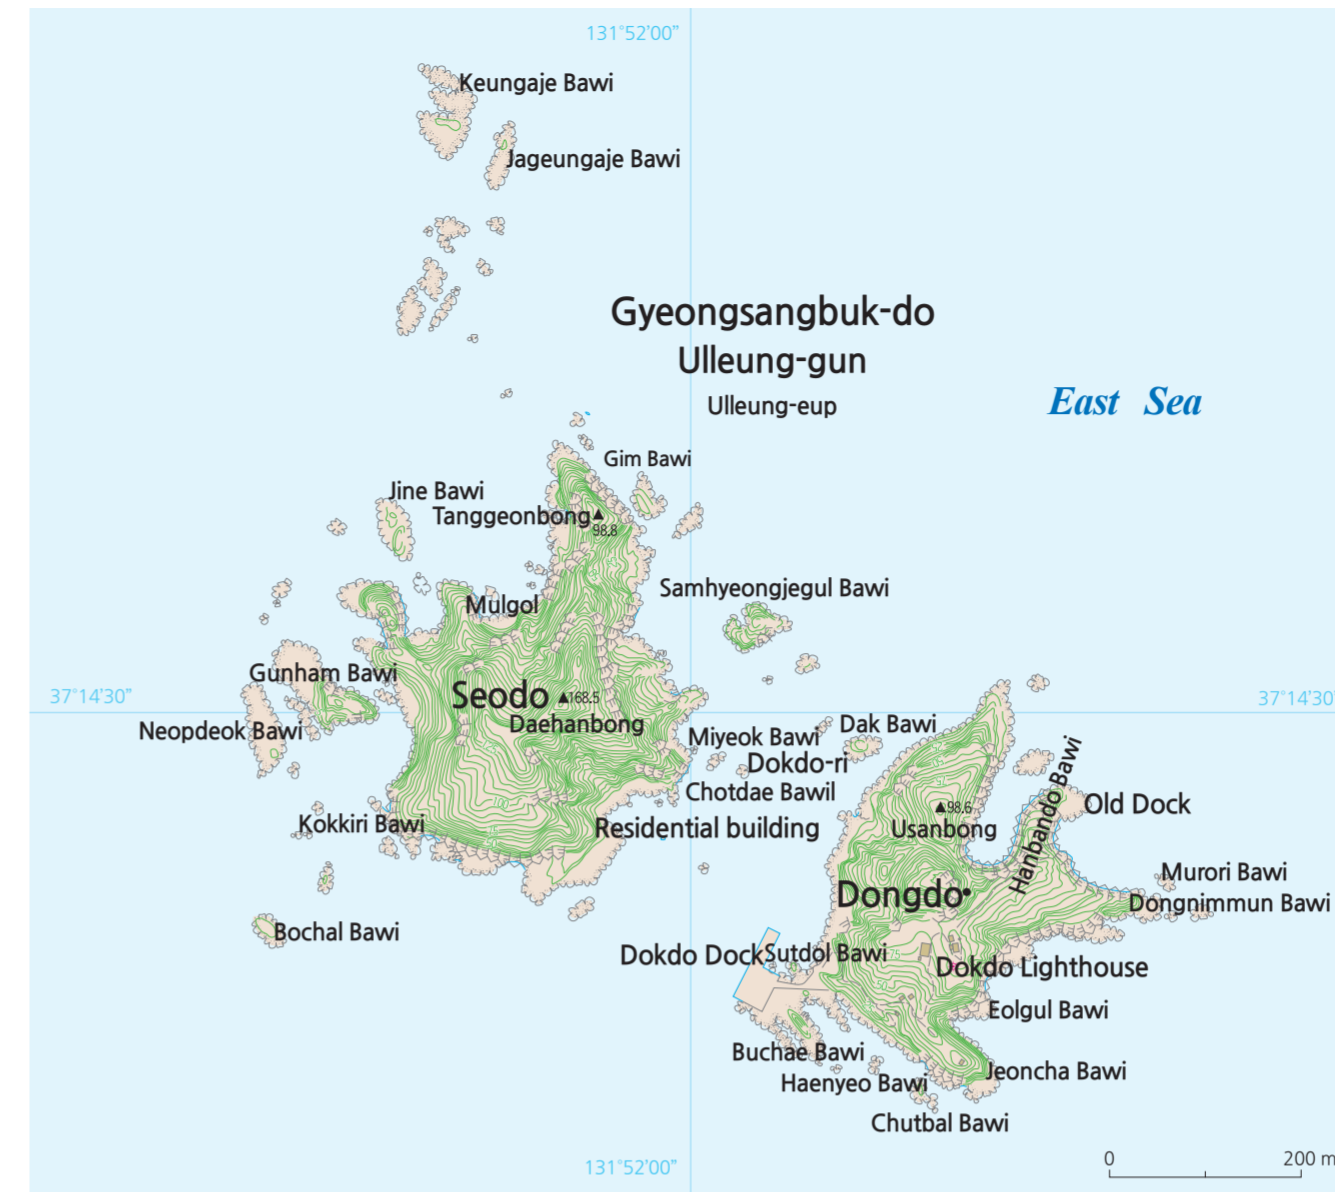 131°52'00"
Keungaje Bawi
Jageungaje Bawi
Gyeongsangbuk-do
Ulleung-gun
Ulleung-eup
East Sea
Gim Bawi
Jine Bawi
Tanggeonbong
98.8
Samhyeongjegul Bawi
Mulgol
Gunham Bawi
37°14'30"
Seodo
168.5
37°14'30
Daehanbong
Neopdeok Bawi
Miyeok Bawi
Dak Bawi
Dokdo-ri
Hanbando Bawi
Chotdae Bawil
98.6
Old Dock
Kokkiri Bawi
Residential building
Usanbong
100
75
Murori Bawi
Dongdo
Dongnimmun Bawi
Bochal Bawi
Dokdo Dock
Sutdol Bawi
75
Dokdo Lighthouse
50
Eolgul Bawi
Buchae Bawi
Jeoncha Bawi
Haenyeo Bawi
Chutbal Bawi
131°52'00"
0 200 m